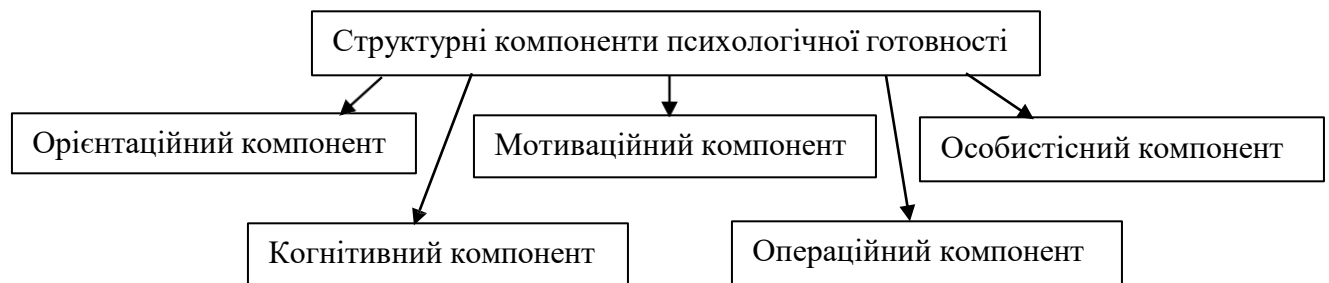 Структурні компоненти психологічної готовності
Орієнтаційний компонент
Мотиваційний компонент
Особистісний компонент
Когнітивний компонент
Операційний компонент